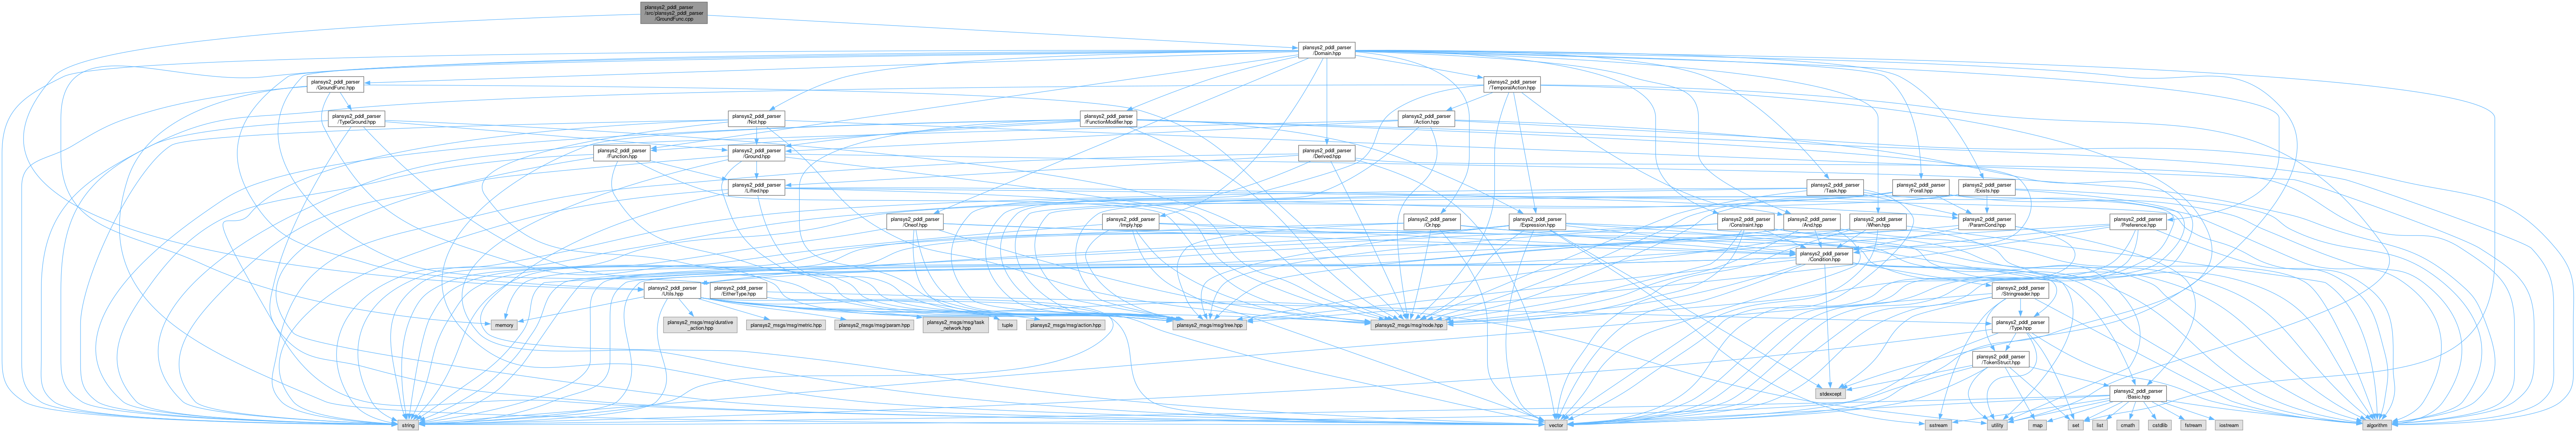 plansys2_pddl_parser
/src/plansys2_pddl_parser
/GroundFunc.cpp
plansys2_pddl_parser
/Domain.hpp
plansys2_pddl_parser
/GroundFunc.hpp
plansys2_pddl_parser
/TemporalAction.hpp
plansys2_pddl_parser
/TypeGround.hpp
plansys2_pddl_parser
/Not.hpp
plansys2_pddl_parser
/FunctionModifier.hpp
plansys2_pddl_parser
/Action.hpp
plansys2_pddl_parser
/Function.hpp
plansys2_pddl_parser
/Ground.hpp
plansys2_pddl_parser
/Derived.hpp
plansys2_pddl_parser
/Lifted.hpp
plansys2_pddl_parser
/Task.hpp
plansys2_pddl_parser
/Forall.hpp
plansys2_pddl_parser
/Exists.hpp
plansys2_pddl_parser
/Oneof.hpp
plansys2_pddl_parser
/Imply.hpp
plansys2_pddl_parser
/Or.hpp
plansys2_pddl_parser
/Expression.hpp
plansys2_pddl_parser
/Constraint.hpp
plansys2_pddl_parser
/And.hpp
plansys2_pddl_parser
/When.hpp
plansys2_pddl_parser
/ParamCond.hpp
plansys2_pddl_parser
/Preference.hpp
plansys2_pddl_parser
/Condition.hpp
plansys2_pddl_parser
/Utils.hpp
plansys2_pddl_parser
/EitherType.hpp
plansys2_pddl_parser
/Stringreader.hpp
memory
plansys2_msgs/msg/durative
_action.hpp
plansys2_msgs/msg/metric.hpp
plansys2_msgs/msg/param.hpp
plansys2_msgs/msg/task
_network.hpp
tuple
plansys2_msgs/msg/action.hpp
plansys2_msgs/msg/tree.hpp
plansys2_msgs/msg/node.hpp
plansys2_pddl_parser
/Type.hpp
plansys2_pddl_parser
/TokenStruct.hpp
stdexcept
plansys2_pddl_parser
/Basic.hpp
string
vector
sstream
utility
map
set
list
cmath
cstdlib
fstream
iostream
algorithm